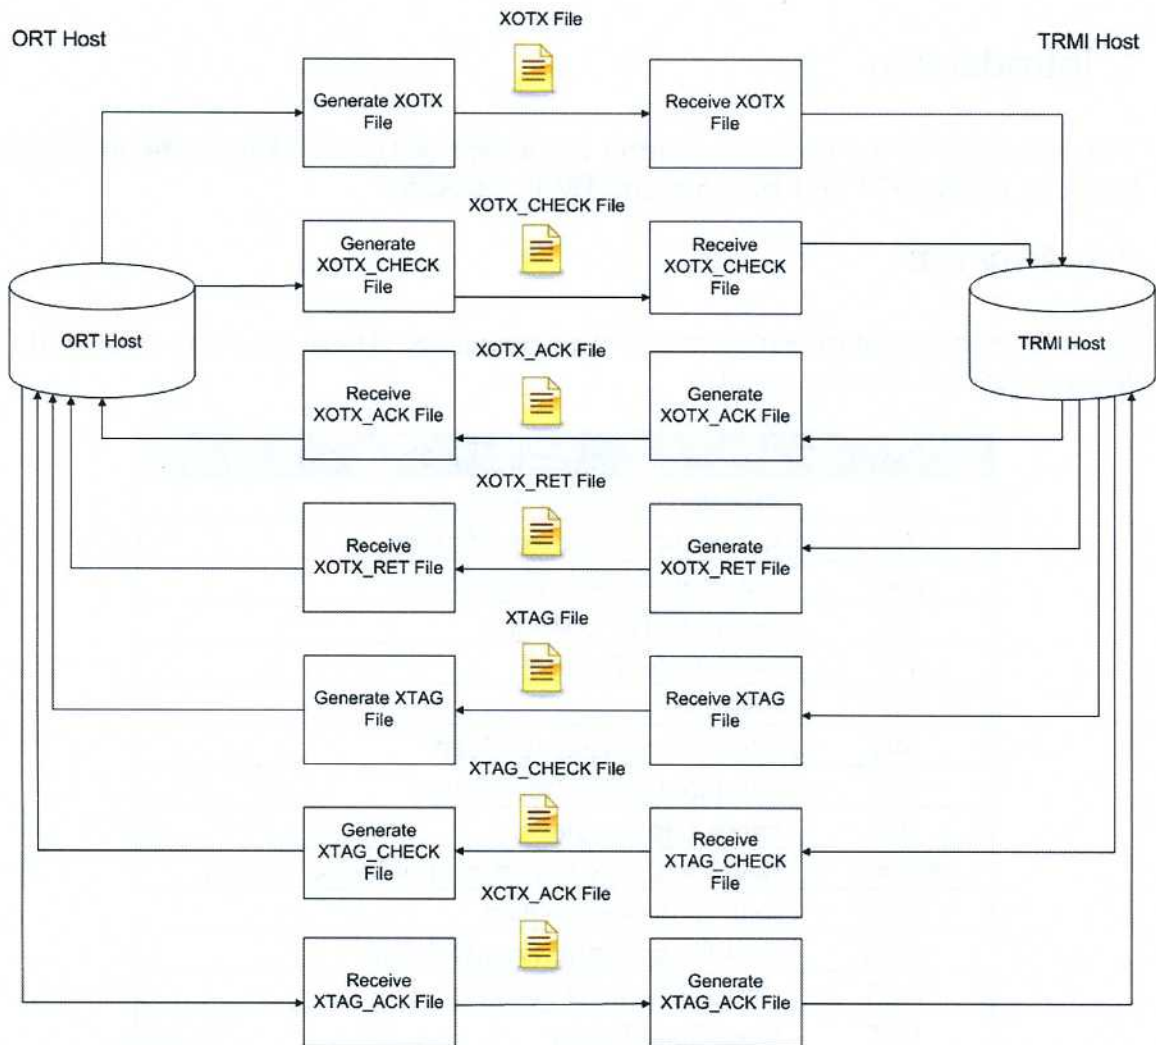 XOTX File
ORT Host
TRMI Host
Generate XOTX
File
Receive XOTX
File
XOTX_CHECK File
Generate
XOTX_CHECK
File
Receive
XOTX_CHECK
File
ORT Host
TRMI Host
XOTX_ACK File
Receive
XOTX_ACK File
Generate
XOTX_ACK File
XOTX_RET File
Receive
XOTX_RET File
Generate
XOTX_RET File
XTAG File
Generate XTAG
File
Receive XTAG
File
XTAG_CHECK File
Generate
XTAG_CHECK
File
Receive
XTAG_CHECK
File
XCTX_ACK File
Receive
XTAG_ACK File
Generate
XTAG_ACK File